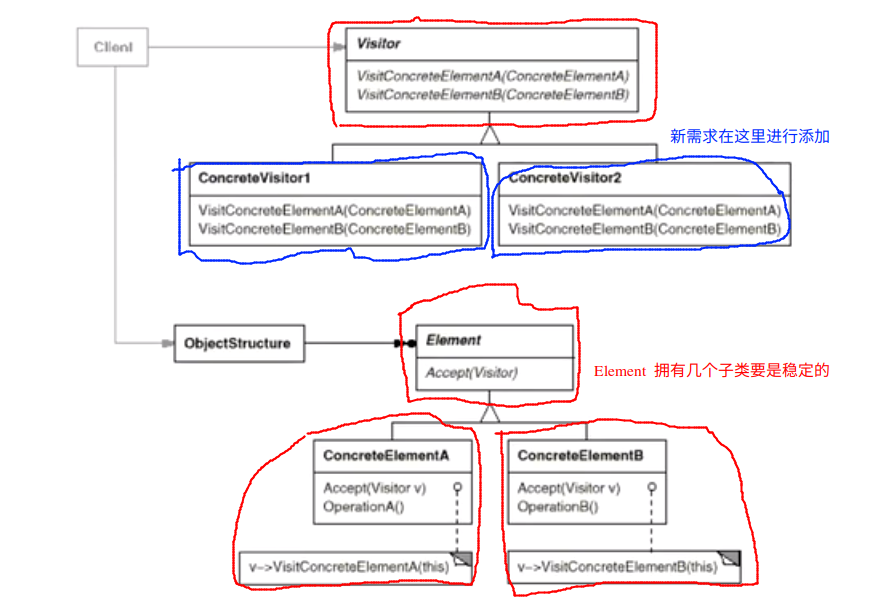 Client
Visitor
VisitConcreteElementA(ConcreteElementA)
VisitConcreteElementB(ConcreteElementB)
新需求在这里进行添加
ConcreteVisitor1
VisitConcreteElementA(ConcreteElementA)
VisitConcreteElementB(ConcreteElementB)
ConcreteVisitor2
VisitConcreteElementA(ConcreteElementA)
VisitConcreteElementB(ConcreteElementB)
ObjectStructure
Element
Accept(Visitor)
Element 拥有几个子类要是稳定的
ConcreteElementA
Accept(Visitor v)
OperationA()
v->VisitConcreteElementA(this)
ConcreteElementB
Accept(Visitor v)
OperationB()
v->VisitConcreteElementB(this)